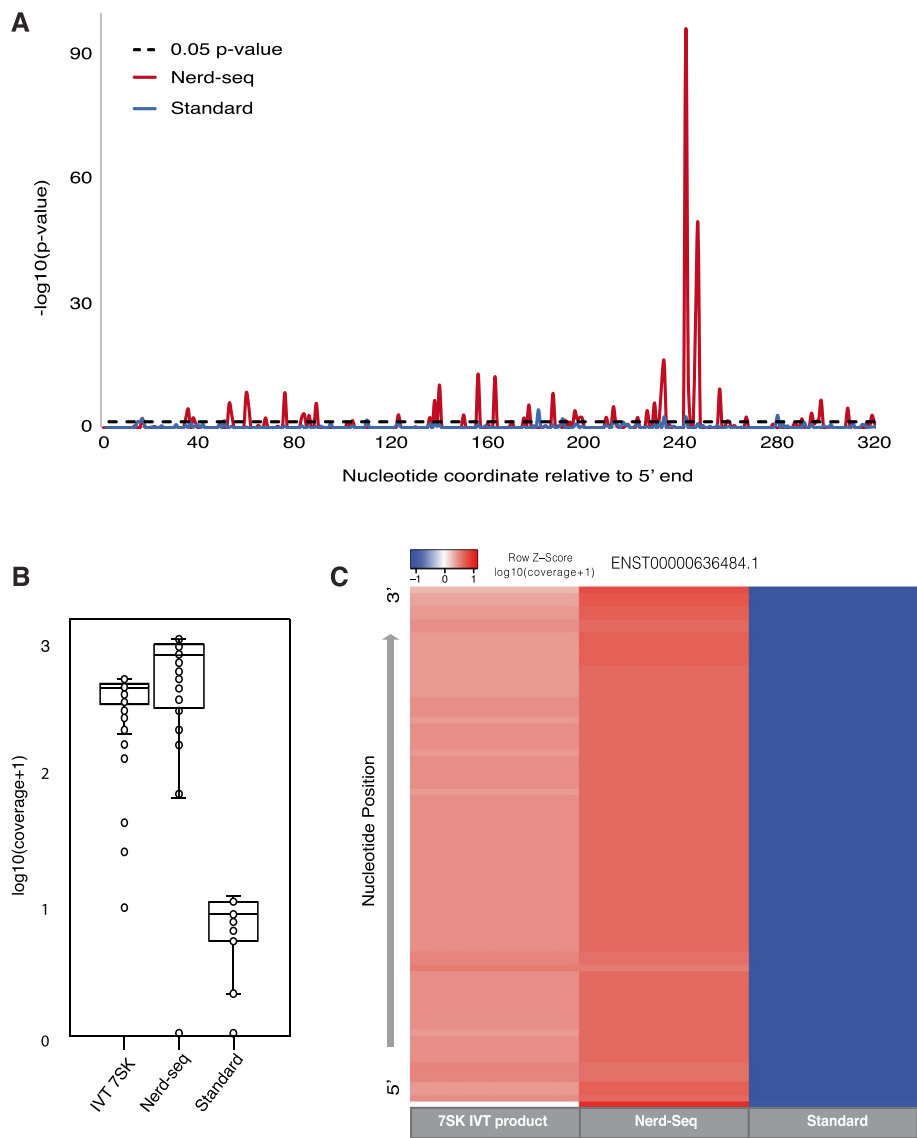 A
90
60
30
0
-log10(p-value)
0.05 p-value
Nerd-seq
Standard
0 40 80 120 160 200 240 280 320
Nucleotide coordinate relative to 5’ end
B
3
2
1
0
log10(coverage+1)
IVT 7SK
Nerd-seq
Standard
C
−1 0 1
Row Z−Score
log10(coverage+1)
ENST00000636484.1
3’
Nucleotide Position
5’
7SK IVT product
Nerd-Seq
Standard